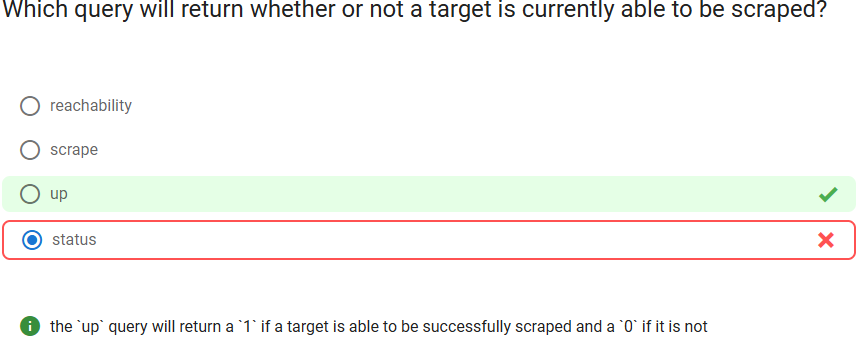 Which query will return whether or not a target is currently able to be scraped?
reachability
scrape
up
status
the `up` query will return a `1` if a target is able to be successfully scraped and a `0` if it is not